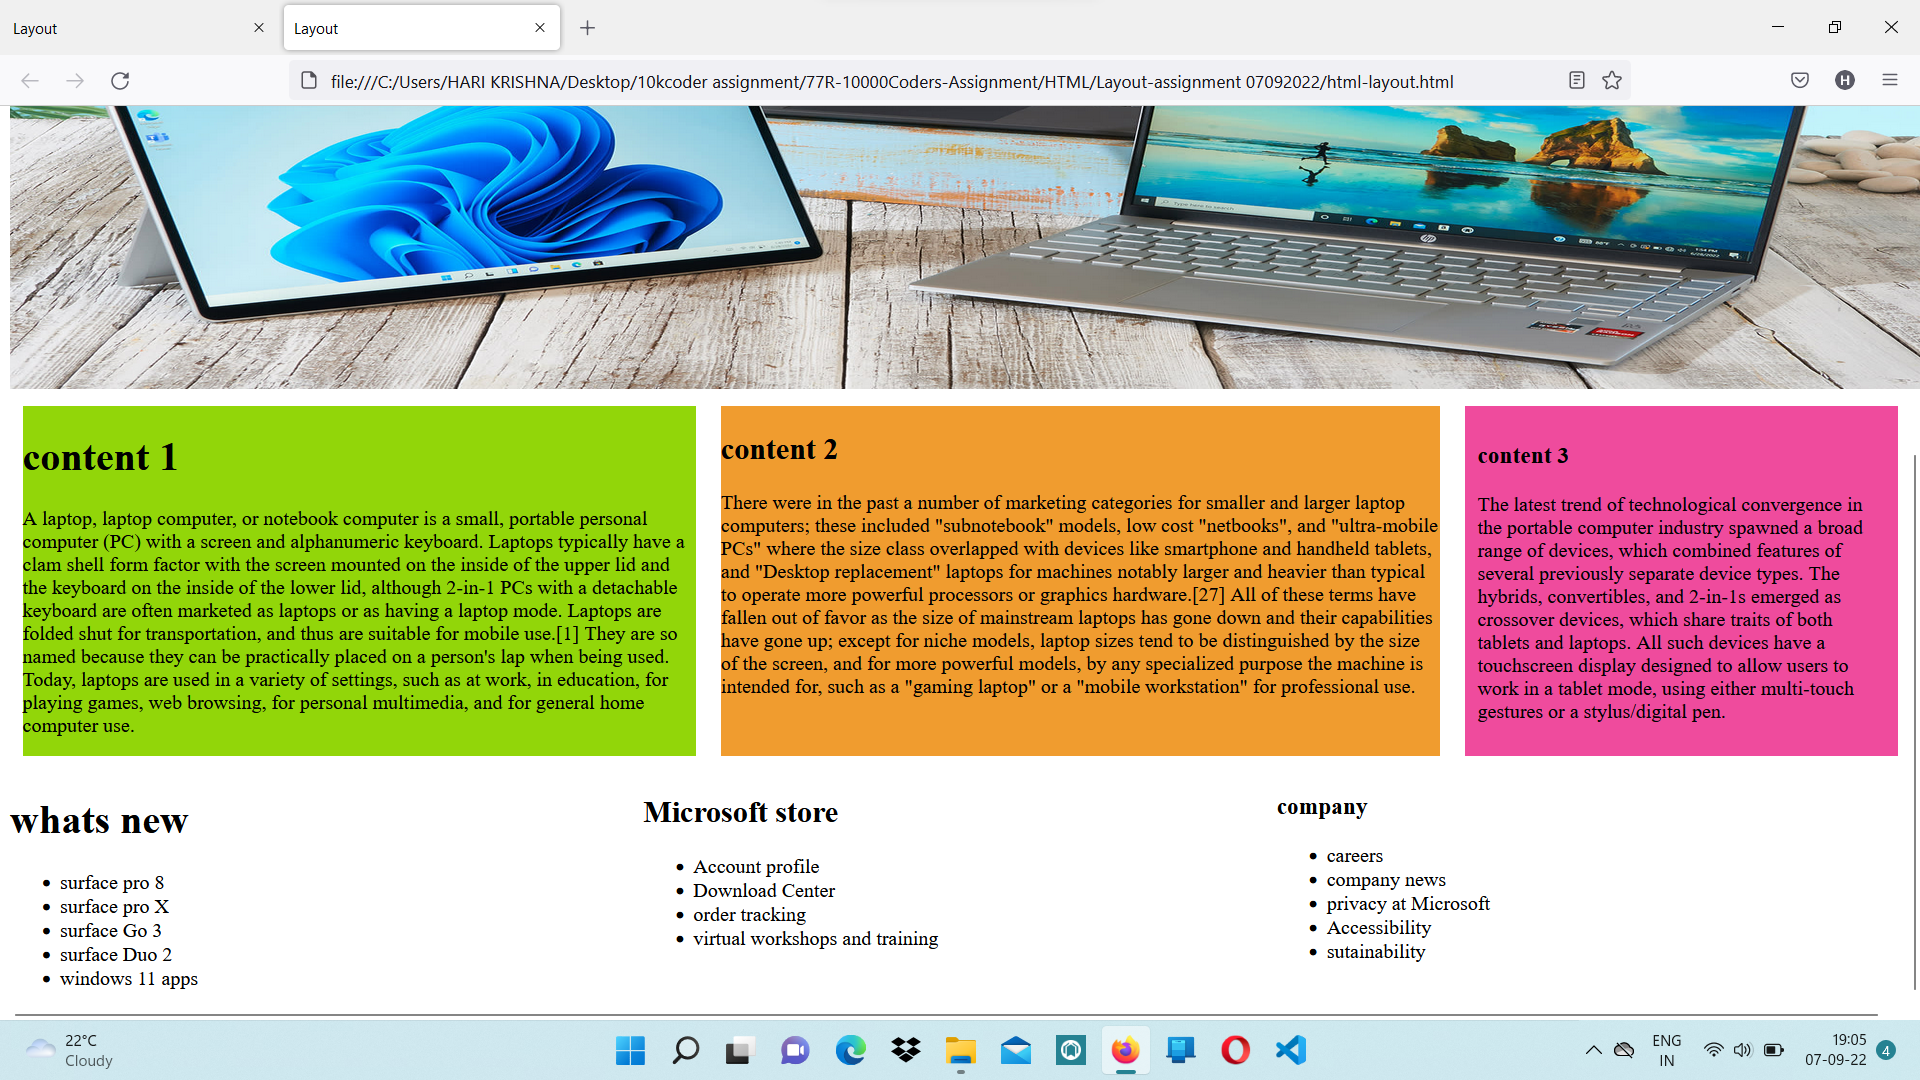 Layout
Layout
file:///C:/Users/HARI KRISHNA/Desktop/10kcoder assignment/77R-10000Coders-Assignment/HTML/Layout-assignment 07092022/html-layout.html
H
Type here to search
hp
content 1
A laptop, laptop computer, or notebook computer is a small, portable personal
computer (PC) with a screen and alphanumeric keyboard. Laptops typically have a
clam shell form factor with the screen mounted on the inside of the upper lid and
the keyboard on the inside of the lower lid, although 2-in-1 PCs with a detachable
keyboard are often marketed as laptops or as having a laptop mode. Laptops are
folded shut for transportation, and thus are suitable for mobile use.[1] They are so
named because they can be practically placed on a person's lap when being used.
Today, laptops are used in a variety of settings, such as at work, in education, for
playing games, web browsing, for personal multimedia, and for general home
computer use.
content 2
There were in the past a number of marketing categories for smaller and larger laptop
computers; these included "subnotebook" models, low cost "netbooks", and "ultra-mobile
PCs" where the size class overlapped with devices like smartphone and handheld tablets,
and "Desktop replacement" laptops for machines notably larger and heavier than typical
to operate more powerful processors or graphics hardware.[27] All of these terms have
fallen out of favor as the size of mainstream laptops has gone down and their capabilities
have gone up; except for niche models, laptop sizes tend to be distinguished by the size
of the screen, and for more powerful models, by any specialized purpose the machine is
intended for, such as a "gaming laptop" or a "mobile workstation" for professional use.
content 3
The latest trend of technological convergence in
the portable computer industry spawned a broad
range of devices, which combined features of
several previously separate device types. The
hybrids, convertibles, and 2-in-1s emerged as
crossover devices, which share traits of both
tablets and laptops. All such devices have a
touchscreen display designed to allow users to
work in a tablet mode, using either multi-touch
gestures or a stylus/digital pen.
whats new
• surface pro 8
• surface pro X
• surface Go 3
• surface Duo 2
• windows 11 apps
Microsoft store
• Account profile
• Download Center
• order tracking
• virtual workshops and training
company
• careers
• company news
• privacy at Microsoft
• Accessibility
• sutainability
22°C
Cloudy
ENG
IN
19:05
07-09-22
4